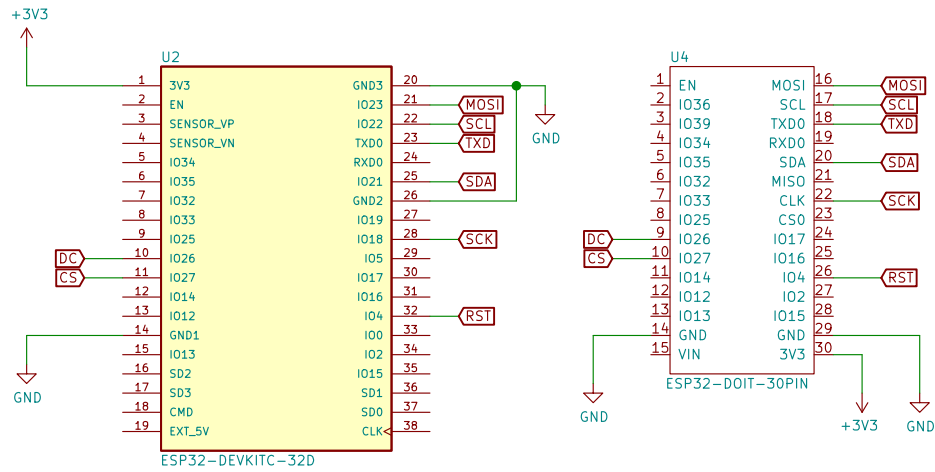 +3V3
U2
1 3V3 GND3 20
2 EN IO23 21 MOSI
3 SENSOR_VP IO22 22 SCL
4 SENSOR_VN TXD0 23 TXD
5 IO34 RXD0 24
6 IO35 IO21 25 SDA
7 IO32 GND2 26
8 IO33 IO19 27
9 IO25 IO18 28 SCK
DC 10 IO26 IO5 29
CS 11 IO27 IO17 30
12 IO14 IO16 31
13 IO12 IO4 32 RST
14 GND1 IO0 33
15 IO13 IO2 34
16 SD2 IO15 35
17 SD3 SD1 36
18 CMD SD0 37
19 EXT_5V CLK 38
GND
GND
ESP32-DEVKITC-32D
U4
1 EN MOSI 16 MOSI
2 IO36 SCL 17 SCL
3 IO39 TXD0 18 TXD
4 IO34 RXD0 19
5 IO35 SDA 20 SDA
6 IO32 MISO 21
7 IO33 CLK 22 SCK
8 IO25 CS0 23
DC 9 IO26 IO17 24
CS 10 IO27 IO16 25
11 IO14 IO4 26 RST
12 IO12 IO2 27
13 IO13 IO15 28
14 GND GND 29
15 VIN 3V3 30
ESP32-DOIT-30PIN
GND
+3V3
GND